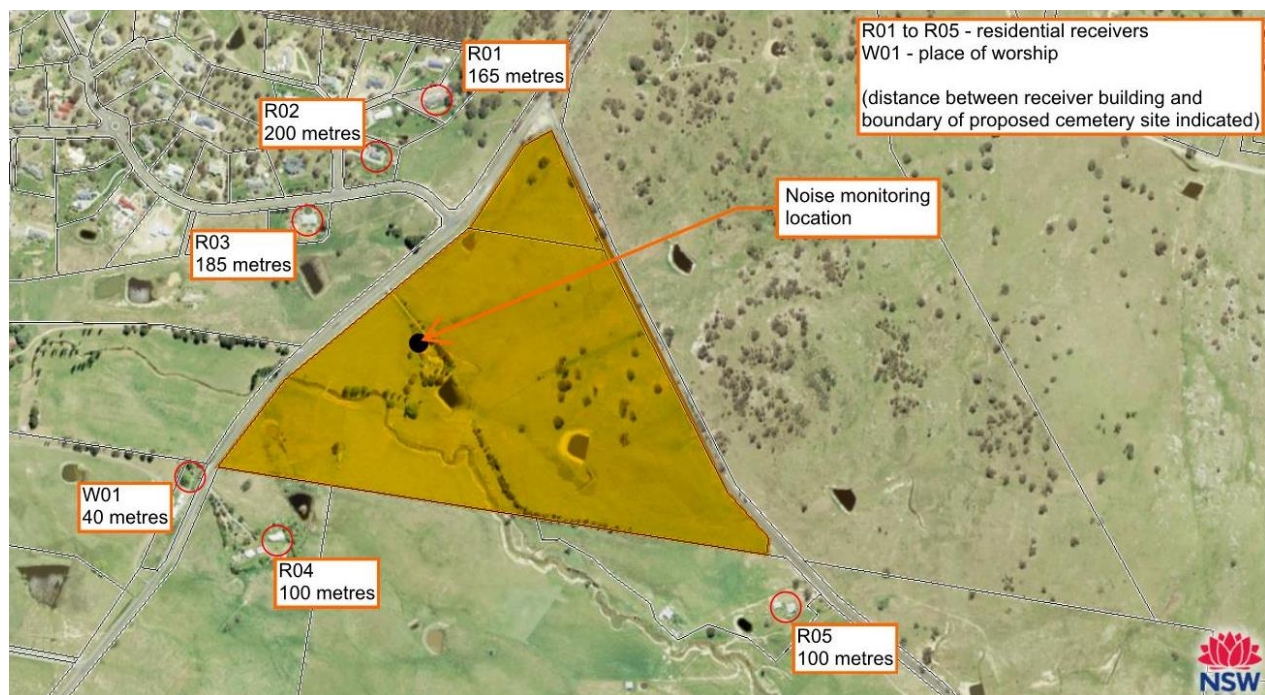 R01 to R05 - residential receivers
W01 - place of worship
(distance between receiver building and
boundary of proposed cemetery site indicated)
R01
165 metres
R02
200 metres
Noise monitoring
location
R03
185 metres
W01
40 metres
R04
100 metres
R05
100 metres
NSW